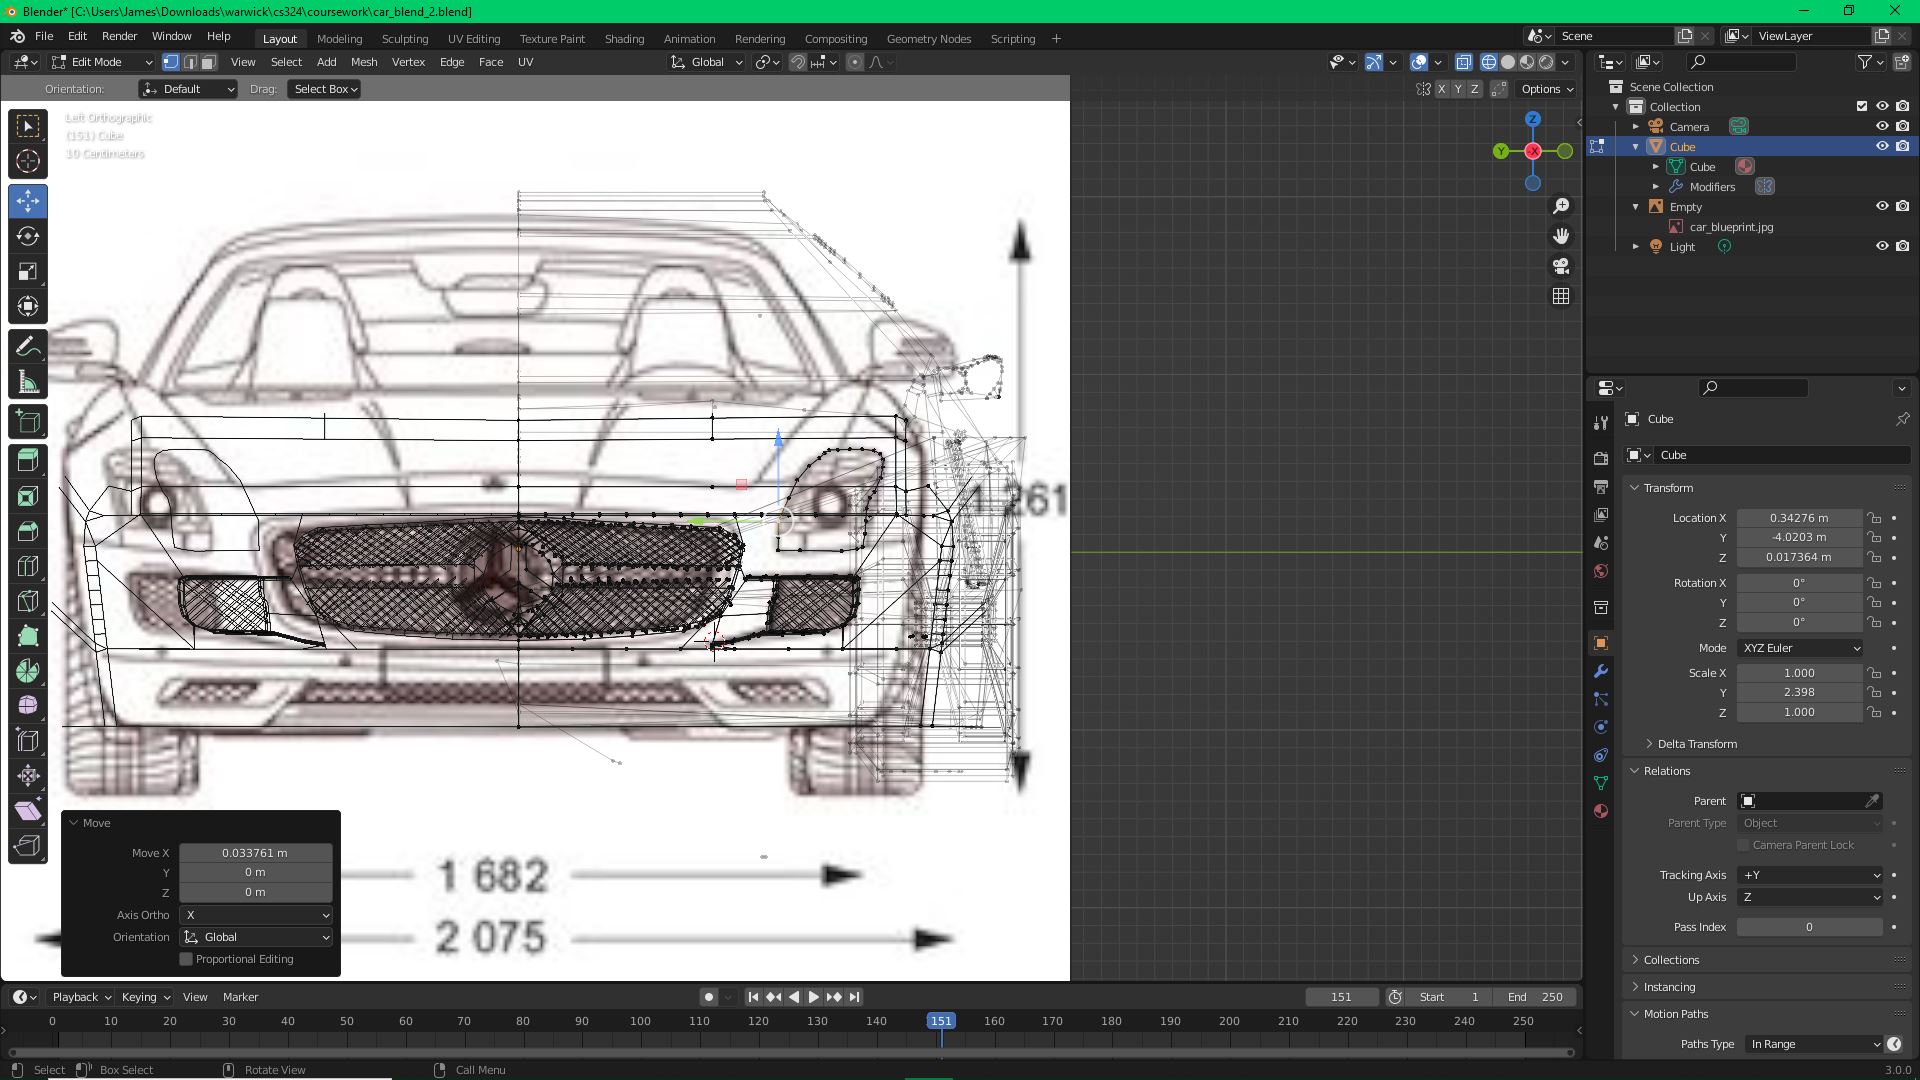 Blender* [C:\Users\James\Downloads\warwick\cs324\coursework\car_blend_2.blend]
File Edit Render Window Help Layout Modeling Sculpting UV Editing Texture Paint Shading Animation Rendering Compositing Geometry Nodes Scripting + Scene ViewLayer
Edit Mode View Select Add Mesh Vertex Edge Face UV Global
Orientation: Default Drag: Select Box X Y Z Options
Left Orthographic
(151) Cube
10 Centimeters
Z
Y -X
1 261
1 682
2 075
Move
Move X 0.033761 m
Y 0 m
Z 0 m
Axis Ortho X
Orientation Global
Proportional Editing
Scene Collection
Collection
Camera
Cube
Cube
Modifiers
Empty
car_blueprint.jpg
Light
Cube
Cube
Transform
Location X 0.34276 m
Y -4.0203 m
Z 0.017364 m
Rotation X 0°
Y 0°
Z 0°
Mode XYZ Euler
Scale X 1.000
Y 2.398
Z 1.000
Delta Transform
Relations
Parent
Parent Type Object
Camera Parent Lock
Tracking Axis +Y
Up Axis Z
Pass Index 0
Collections
Instancing
Motion Paths
Paths Type In Range
Playback Keying View Marker 151 Start 1 End 250
0 10 20 30 40 50 60 70 80 90 100 110 120 130 140 151 160 170 180 190 200 210 220 230 240 250
Select Box Select Rotate View Call Menu 3.0.0